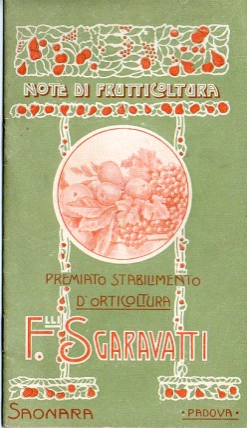 NOTE DI FRUTTICOLTURA
PREMIATO STABILIMENTO
D'ORTICOLTURA
F.lli SGARAVATTI
SAONARA · PADOVA ·